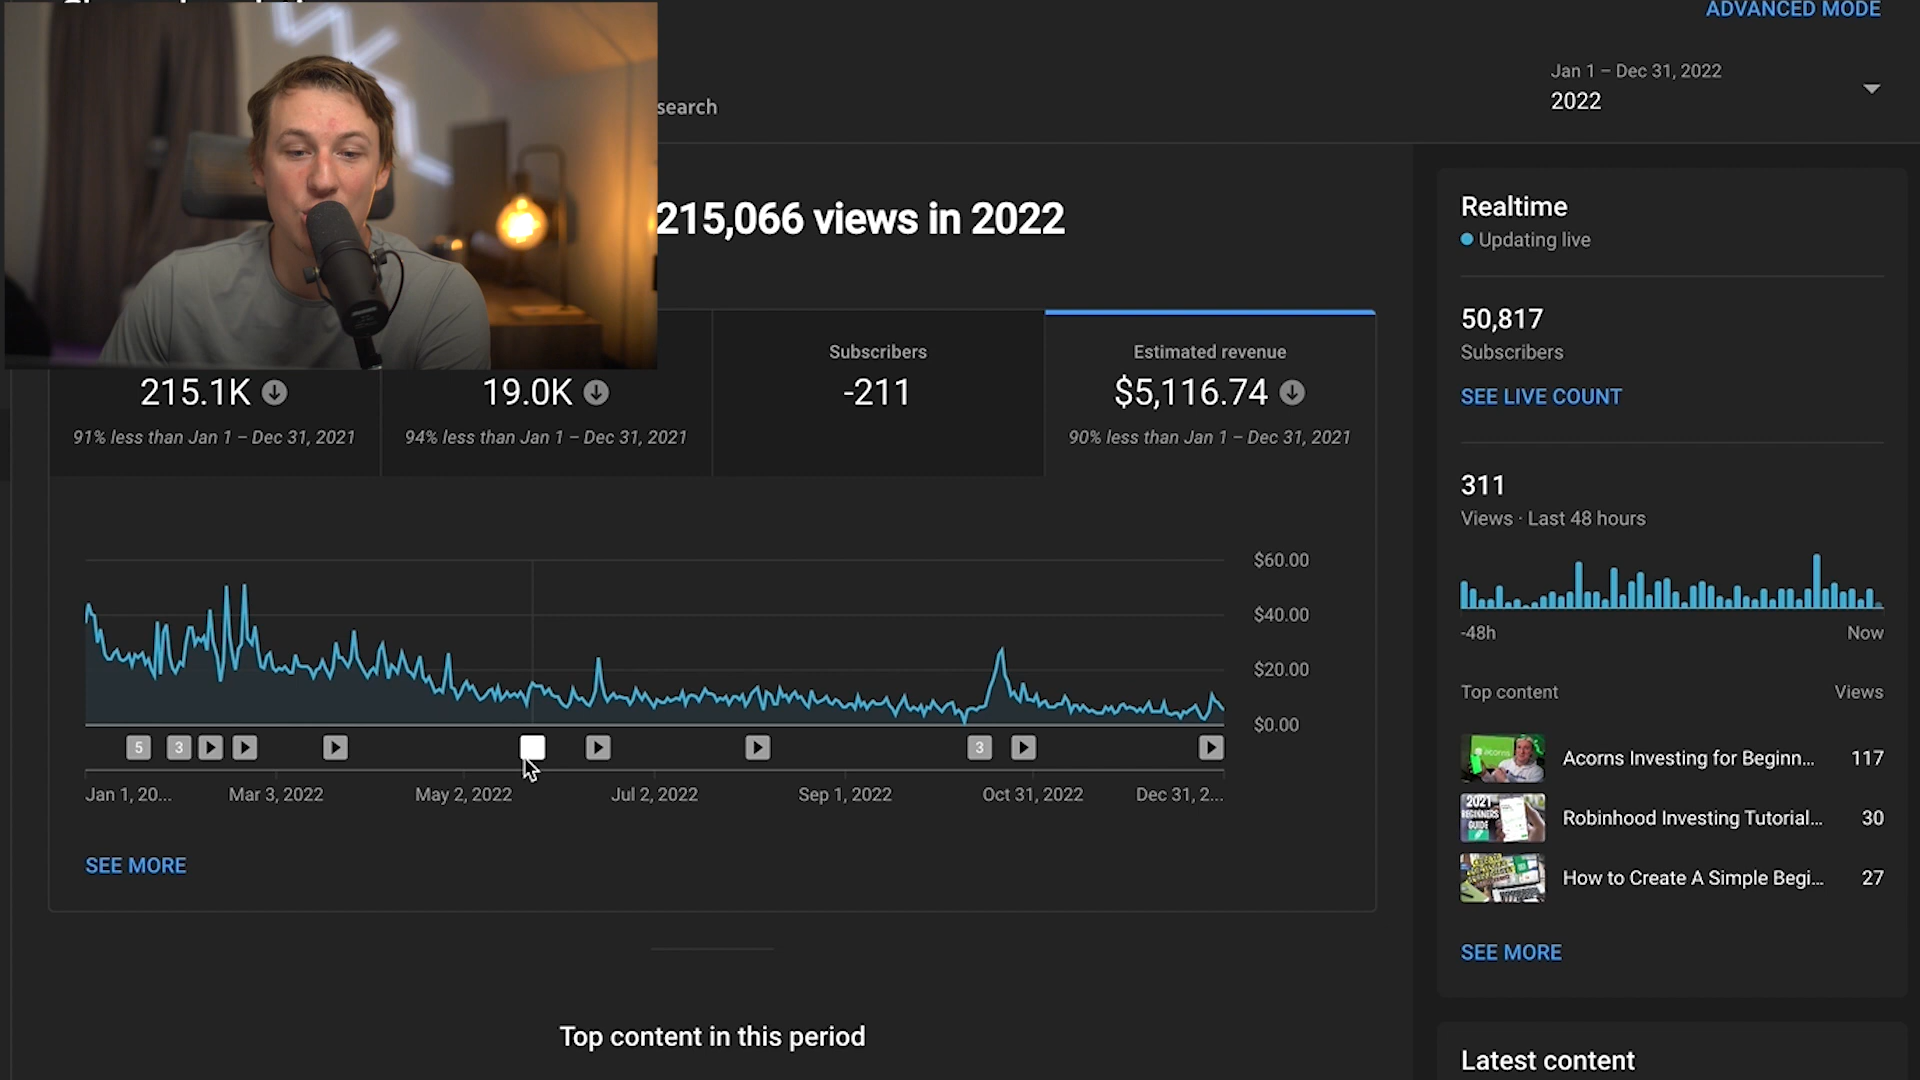 ADVANCED MODE
Jan 1 – Dec 31, 2022
2022
search
215,066 views in 2022
215.1K
91% less than Jan 1 – Dec 31, 2021
19.0K
94% less than Jan 1 – Dec 31, 2021
Subscribers
-211
Estimated revenue
$5,116.74
90% less than Jan 1 – Dec 31, 2021
$60.00
$40.00
$20.00
$0.00
5
3
3
Jan 1, 20...
Mar 3, 2022
May 2, 2022
Jul 2, 2022
Sep 1, 2022
Oct 31, 2022
Dec 31, 2...
SEE MORE
Top content in this period
Realtime
Updating live
50,817
Subscribers
SEE LIVE COUNT
311
Views · Last 48 hours
-48h
Now
Top content
Views
acorns
Acorns Investing for Beginn...
117
2021
BEGINNERS
GUIDE
Robinhood Investing Tutorial...
30
How to Create A Simple Begi...
27
SEE MORE
Latest content